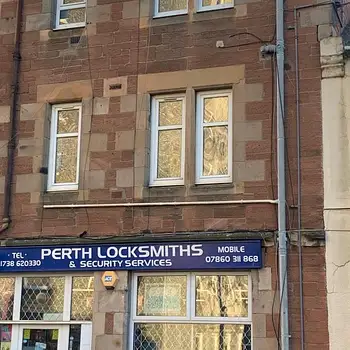 • TEL •
01738 620330
PERTH LOCKSMITHS
& SECURITY SERVICES
MOBILE
07860 311 868